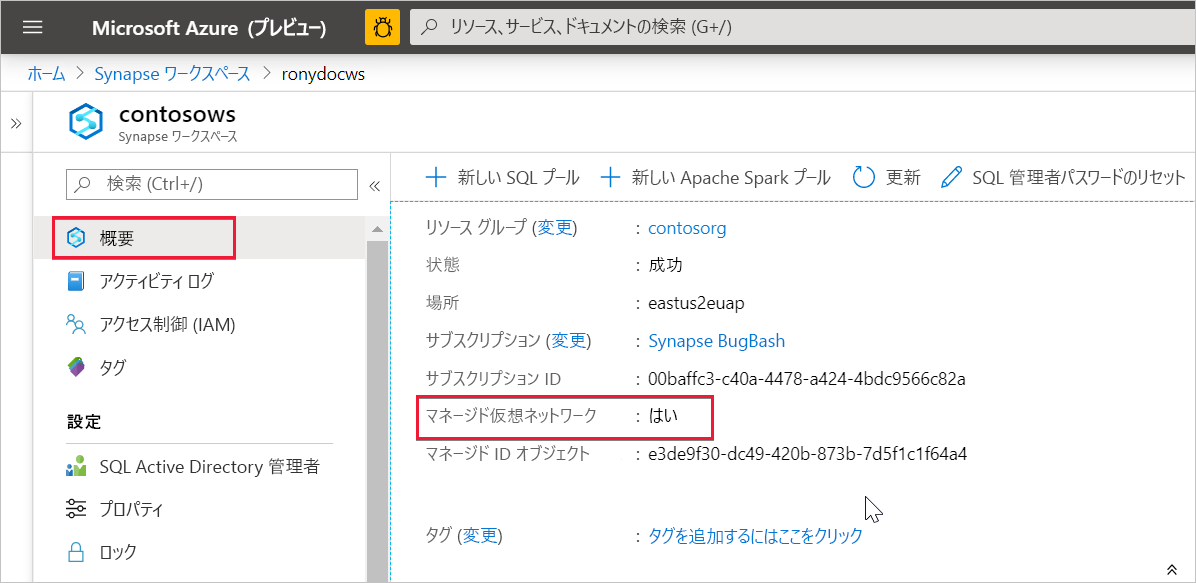 Microsoft Azure (プレビュー)
リソース、サービス、ドキュメントの検索 (G+/)
ホーム > Synapse ワークスペース > ronydocws
»
contosows
Synapse ワークスペース
検索 (Ctrl+/)
«
概要
アクティビティ ログ
アクセス制御 (IAM)
タグ
設定
SQL Active Directory 管理者
プロパティ
ロック
+ 新しい SQL プール + 新しい Apache Spark プール 更新 SQL 管理者パスワードのリセット
リソース グループ (変更) : contosorg
状態 : 成功
場所 : eastus2euap
サブスクリプション (変更) : Synapse BugBash
サブスクリプション ID : 00baffc3-c40a-4478-a424-4bdc9566c82a
マネージド仮想ネットワーク : はい
マネージド ID オブジェクト : e3de9f30-dc49-420b-873b-7d5f1c1f64a4
タグ (変更) : タグを追加するにはここをクリック